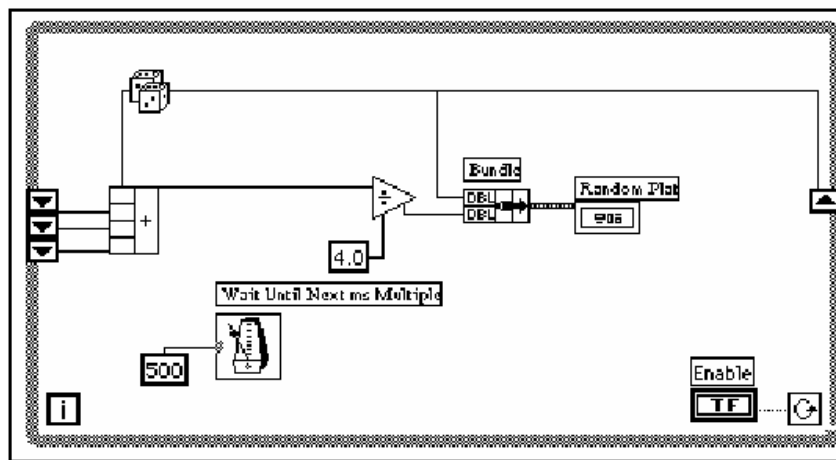 Bundle
DBL
DBL
Random Plot
4.0
Wait Until Next ms Multiple
500
i
Enable
TF